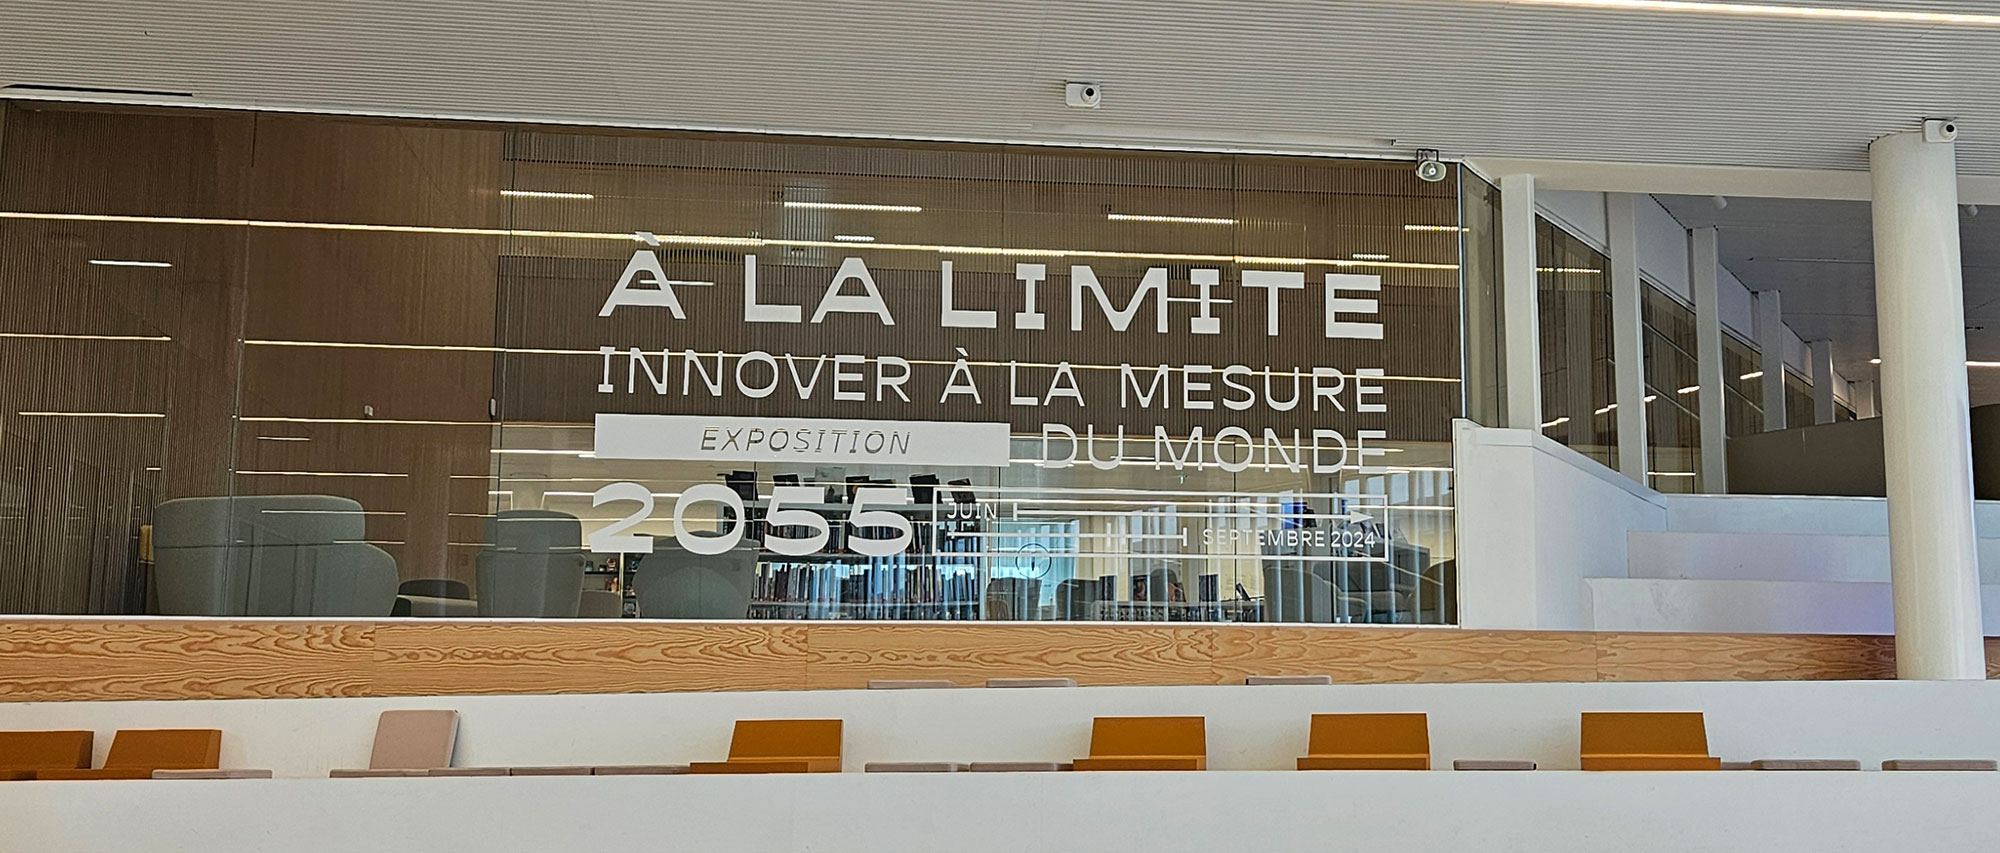 À LA LIMITE
INNOVER À LA MESURE
EXPOSITION DU MONDE
2055 JUIN
SEPTEMBRE 2024